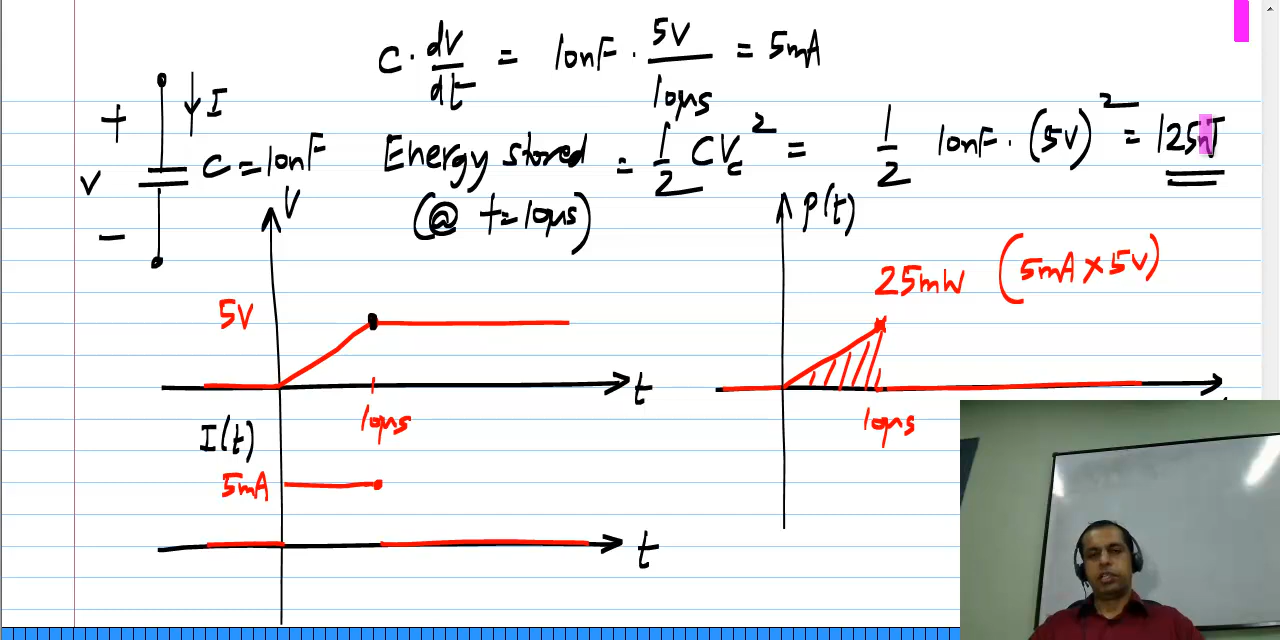 C · dV/dt = 10nF · 5V/10μs = 5mA
+
I
C = 10nF
V
−
Energy stored = 1/2 CVc² = 1/2 10nF · (5V)² = 125nJ
(@ t=10μs)
V
P(t)
25mW (5mA × 5V)
5V
t
10μs
10μs
I(t)
5mA
t